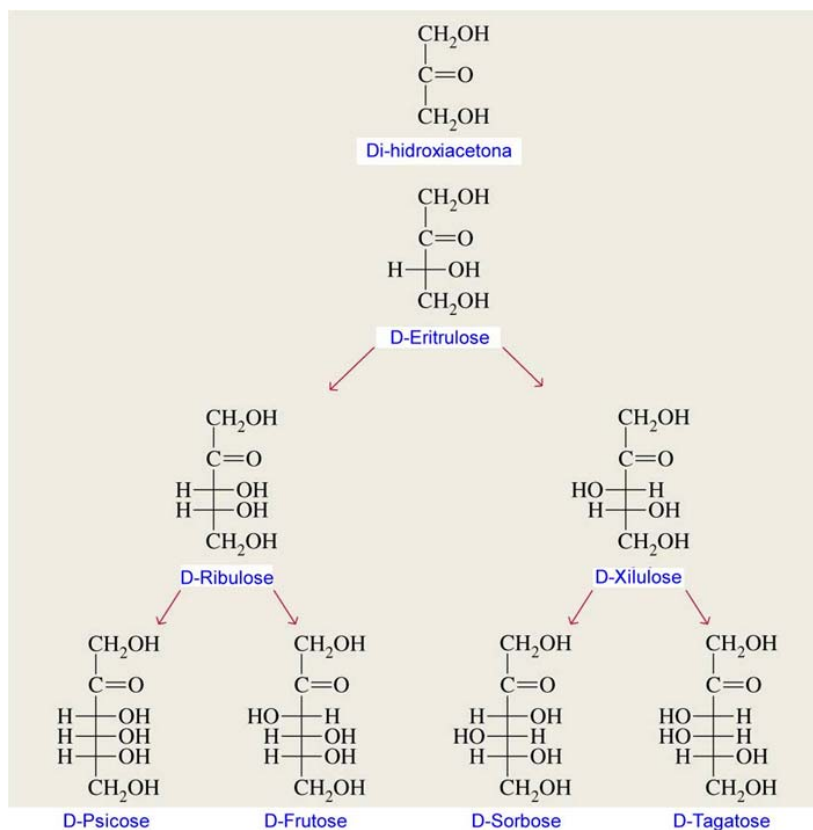 CH₂OH
C=O
CH₂OH
Di-hidroxiacetona
CH₂OH
C=O
H OH
CH₂OH
D-Eritrulose
CH₂OH
C=O
H OH
H OH
CH₂OH
D-Ribulose
CH₂OH
C=O
HO H
H OH
CH₂OH
D-Xilulose
CH₂OH
C=O
H OH
H OH
H OH
CH₂OH
D-Psicose
CH₂OH
C=O
HO H
H OH
H OH
CH₂OH
D-Frutose
CH₂OH
C=O
H OH
HO H
H OH
CH₂OH
D-Sorbose
CH₂OH
C=O
HO H
HO H
H OH
CH₂OH
D-Tagatose